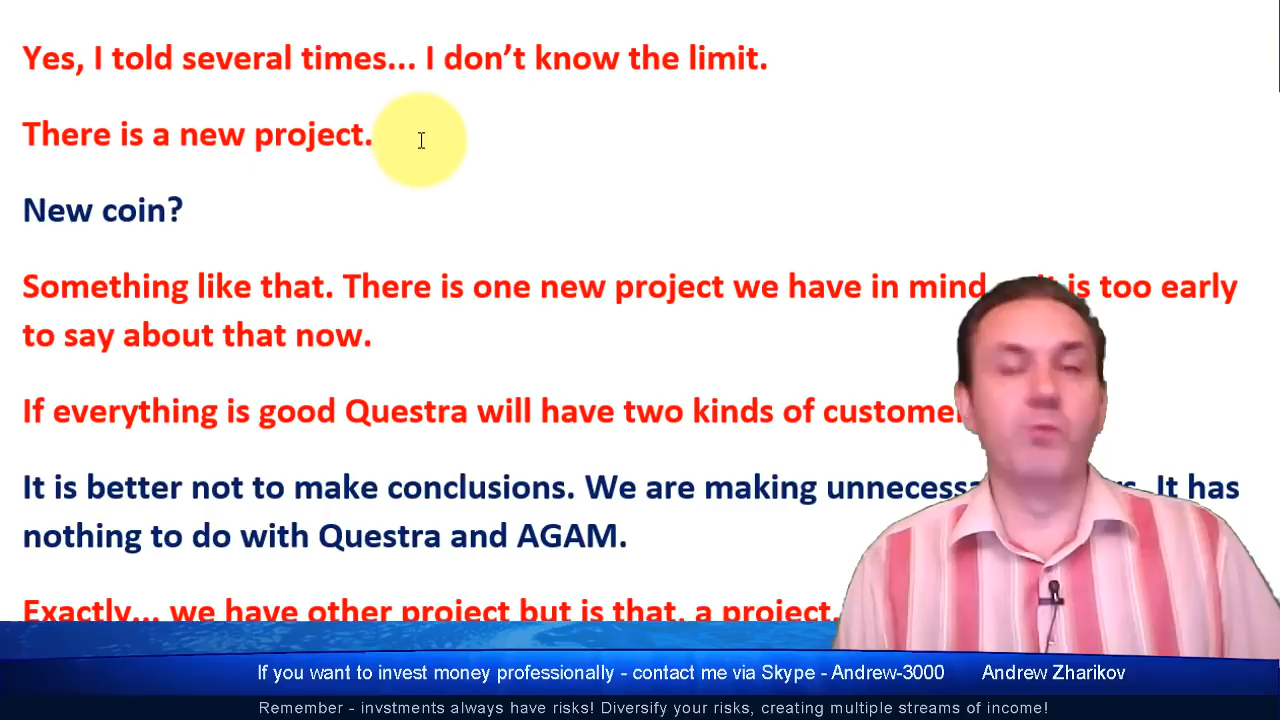 Yes, I told several times... I don’t know the limit.
There is a new project.
New coin?
Something like that. There is one new project we have in mind is too early
to say about that now.
If everything is good Questra will have two kinds of
It is better not to make conclusions. We are making It has
nothing to do with Questra and AGAM.
Exactly... we have other project but is that, a project.
If you want to invest money professionally - contact me via Skype - Andrew-3000 Andrew Zharikov
Remember - invstments always have risks! Diversify your risks, creating multiple streams of income!